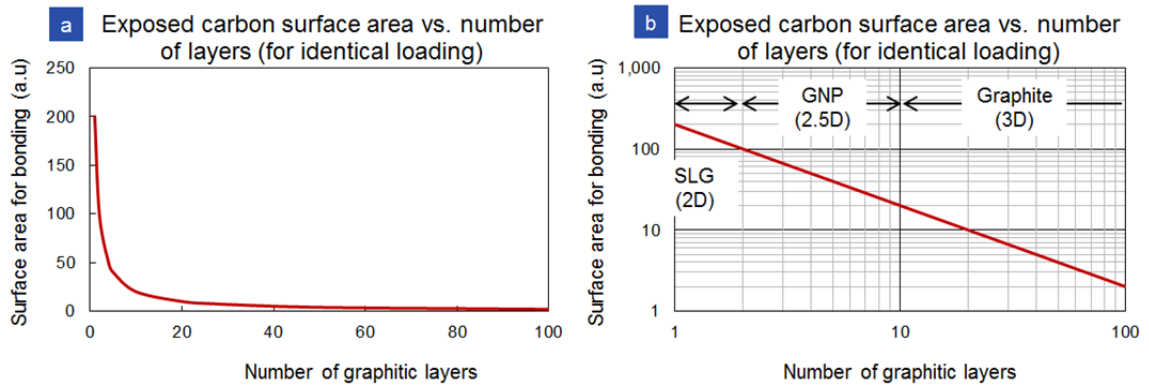 a
Exposed carbon surface area vs. number
of layers (for identical loading)
Surface area for bonding (a.u)
250
200
150
100
50
0
0 20 40 60 80 100
Number of graphitic layers
b
Exposed carbon surface area vs. number
of layers (for identical loading)
Surface area for bonding (a.u)
1,000
100
10
1
GNP
(2.5D)
Graphite
(3D)
SLG
(2D)
1 10 100
Number of graphitic layers